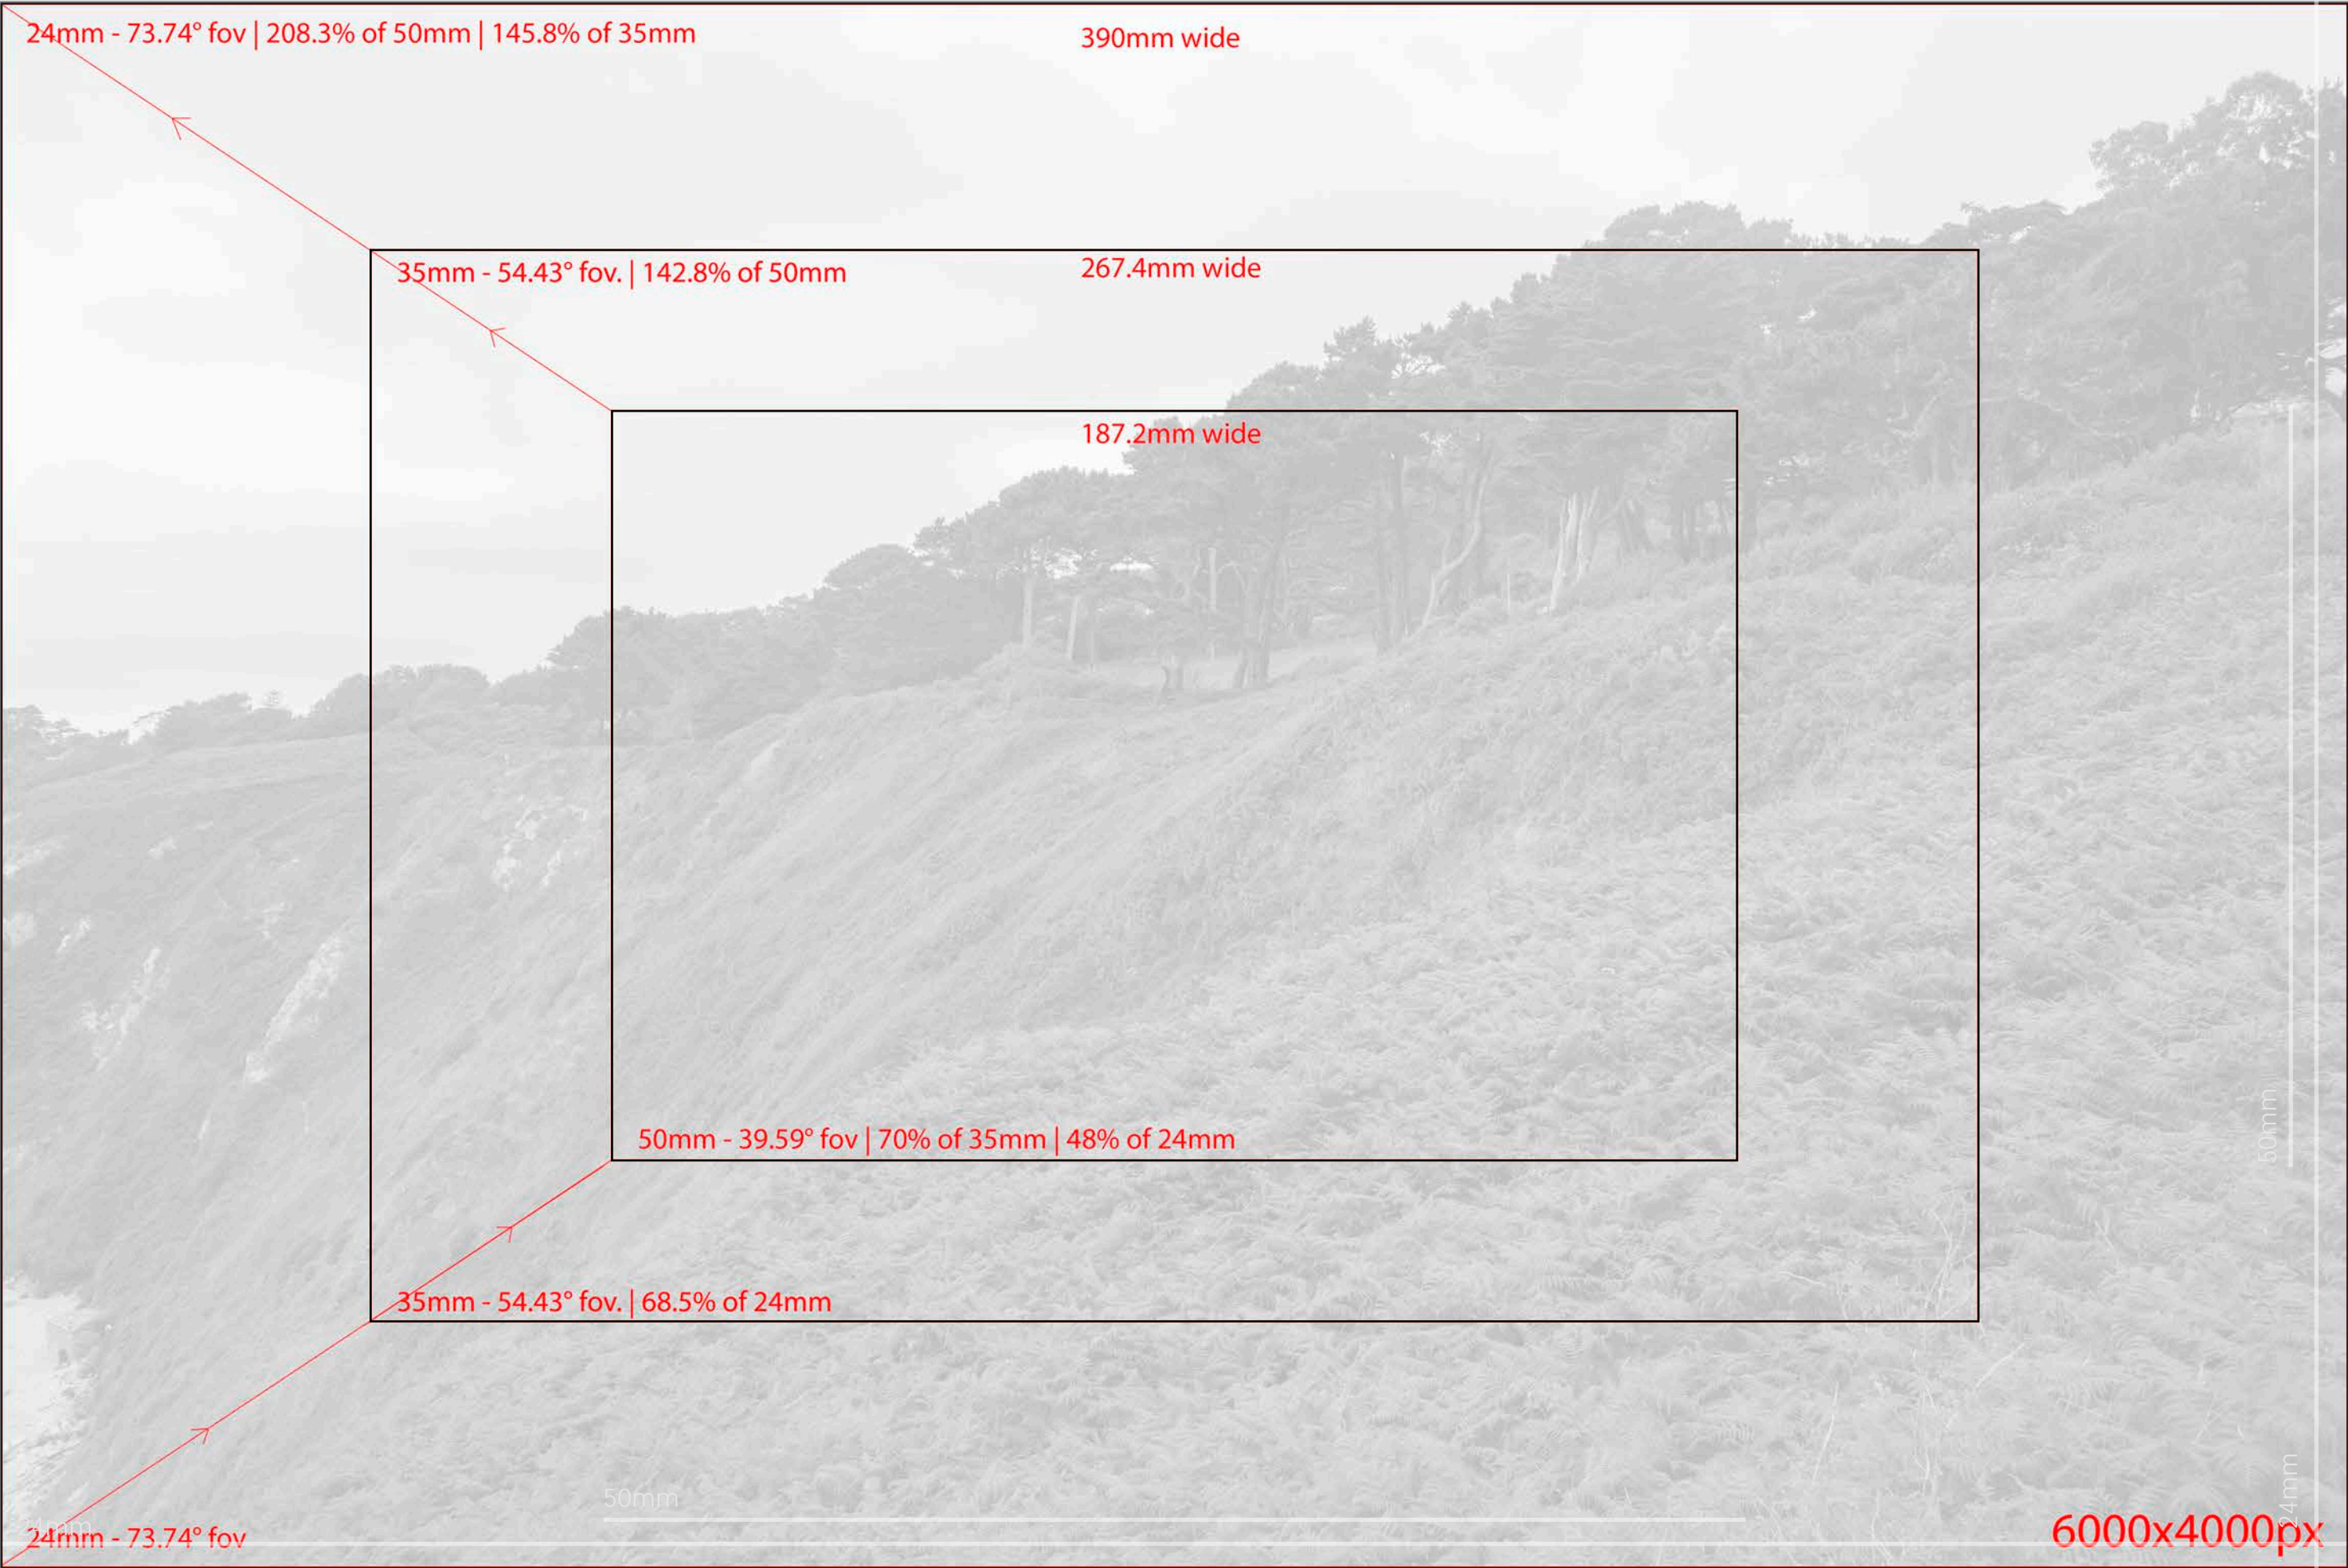 24mm - 73.74° fov | 208.3% of 50mm | 145.8% of 35mm
390mm wide
35mm - 54.43° fov. | 142.8% of 50mm
267.4mm wide
187.2mm wide
50mm - 39.59° fov | 70% of 35mm | 48% of 24mm
50mm
35mm - 54.43° fov. | 68.5% of 24mm
50mm
24mm
24mm - 73.74° fov
6000x4000px